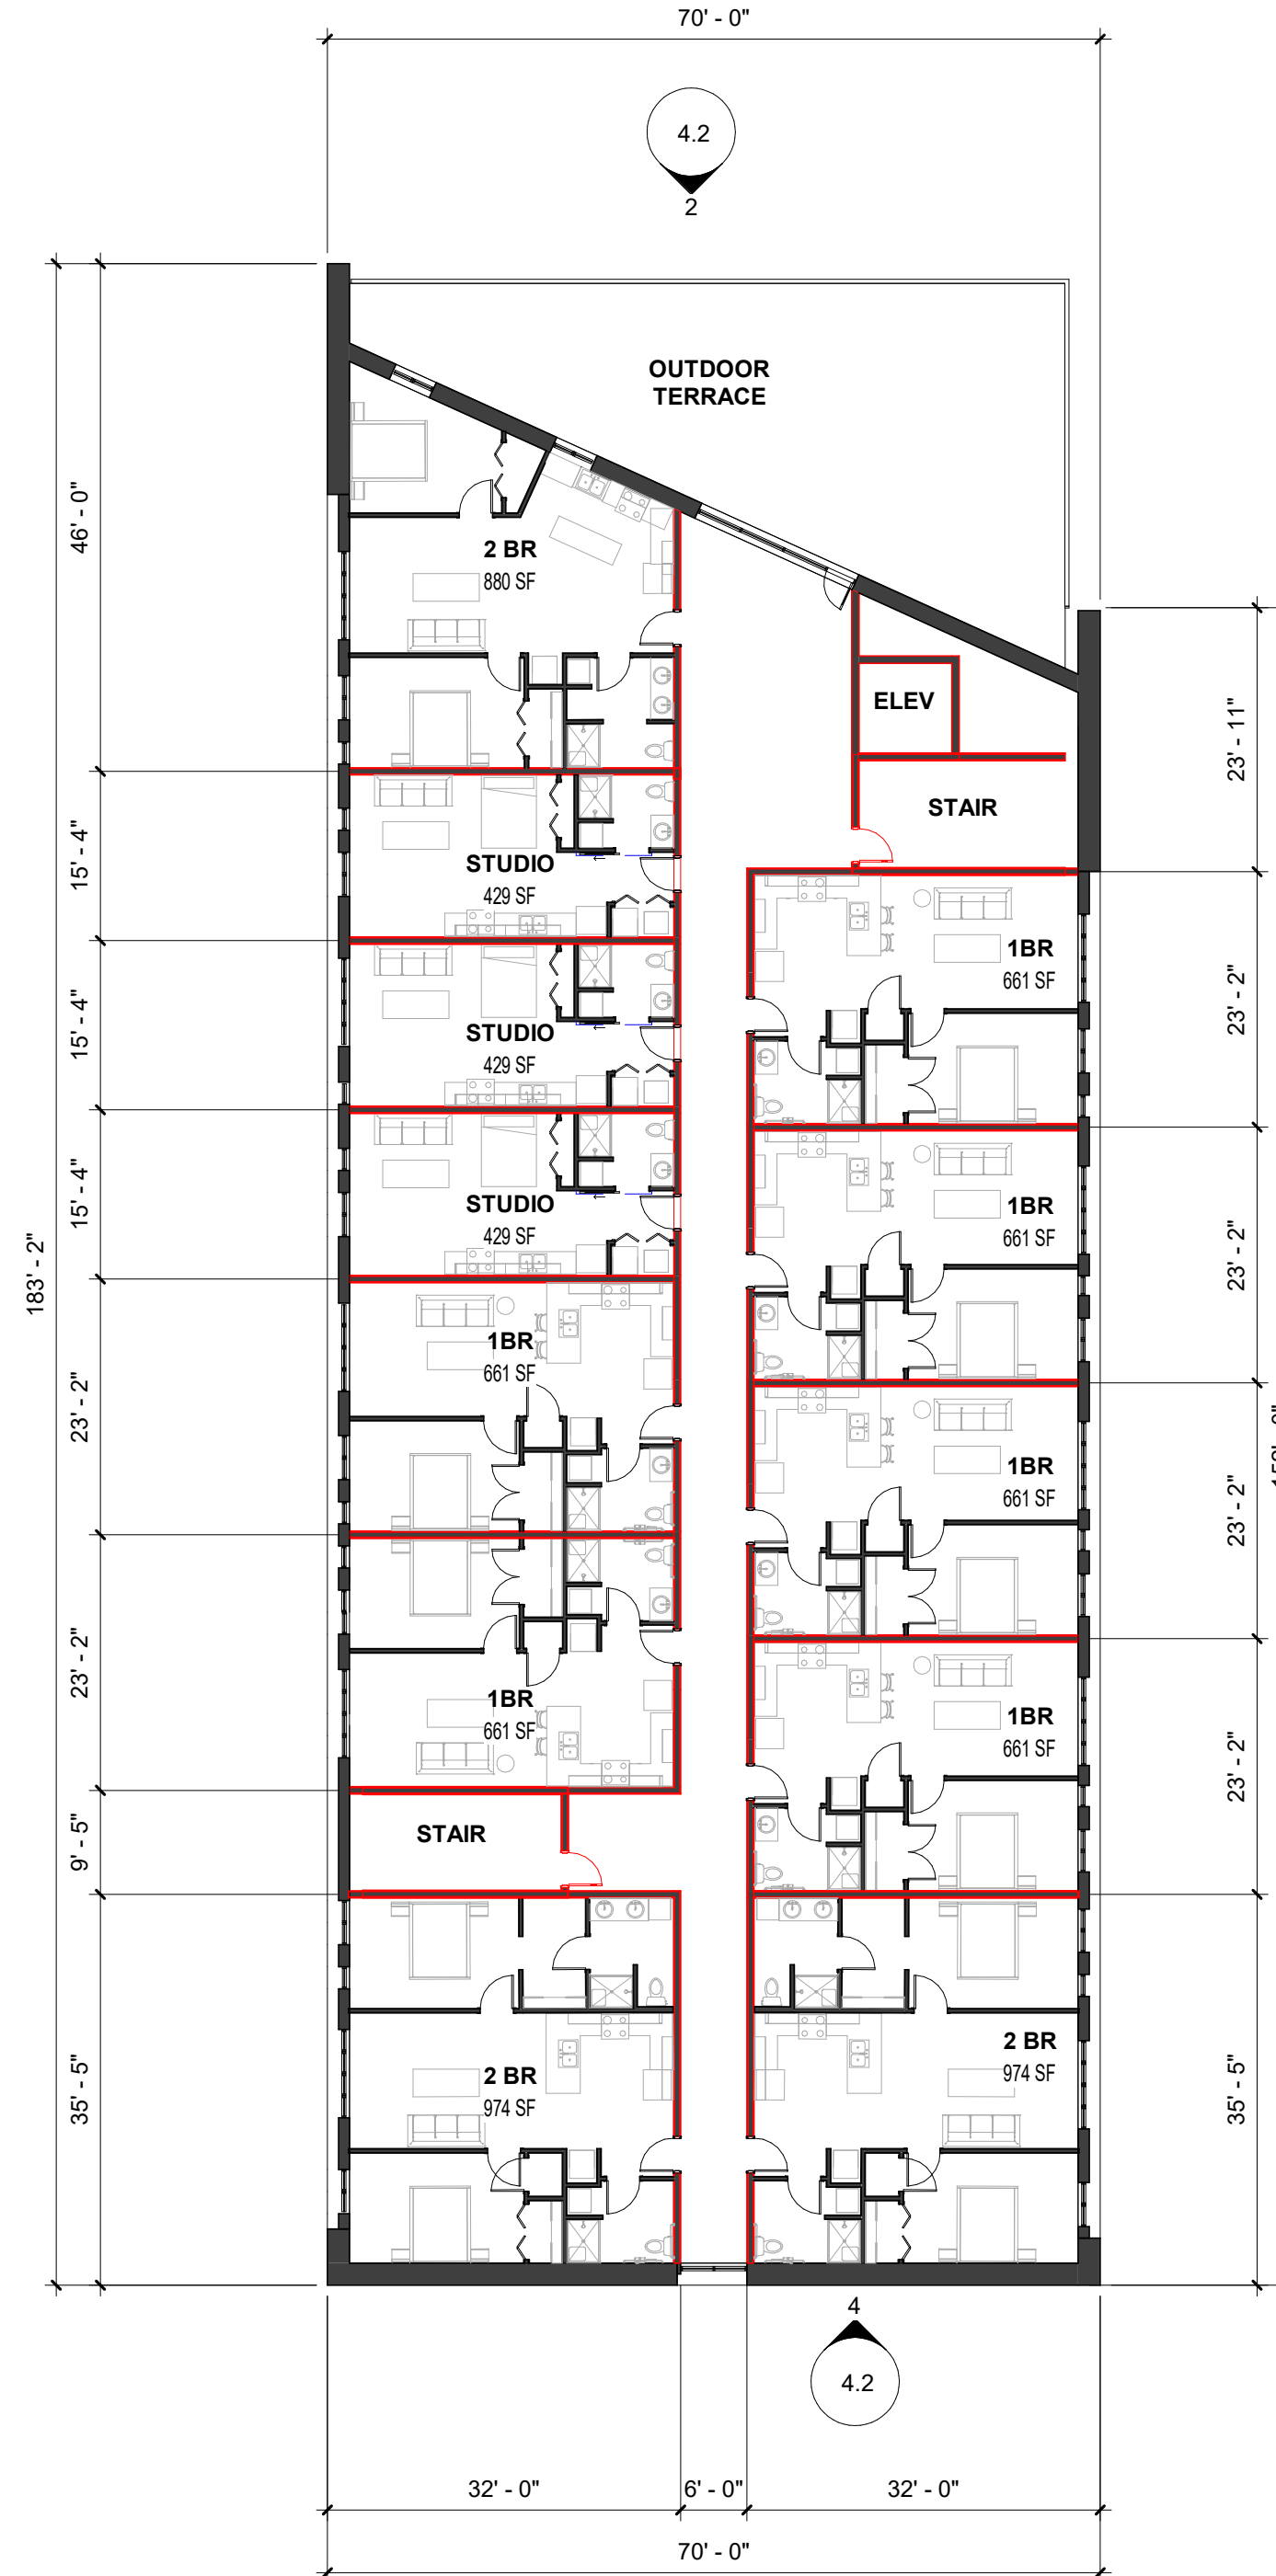 70' - 0"
4.2
2
OUTDOOR
TERRACE
46' - 0"
2 BR
880 SF
ELEV
23' - 11"
STAIR
15' - 4"
STUDIO
429 SF
1BR
661 SF
23' - 2"
15' - 4"
STUDIO
429 SF
15' - 4"
STUDIO
429 SF
1BR
661 SF
23' - 2"
183' - 2"
23' - 2"
1BR
661 SF
1BR
661 SF
23' - 2"
23' - 2"
1BR
661 SF
1BR
661 SF
23' - 2"
9' - 5"
STAIR
35' - 5"
2 BR
974 SF
2 BR
974 SF
35' - 5"
4
4.2
32' - 0"
6' - 0"
32' - 0"
70' - 0"